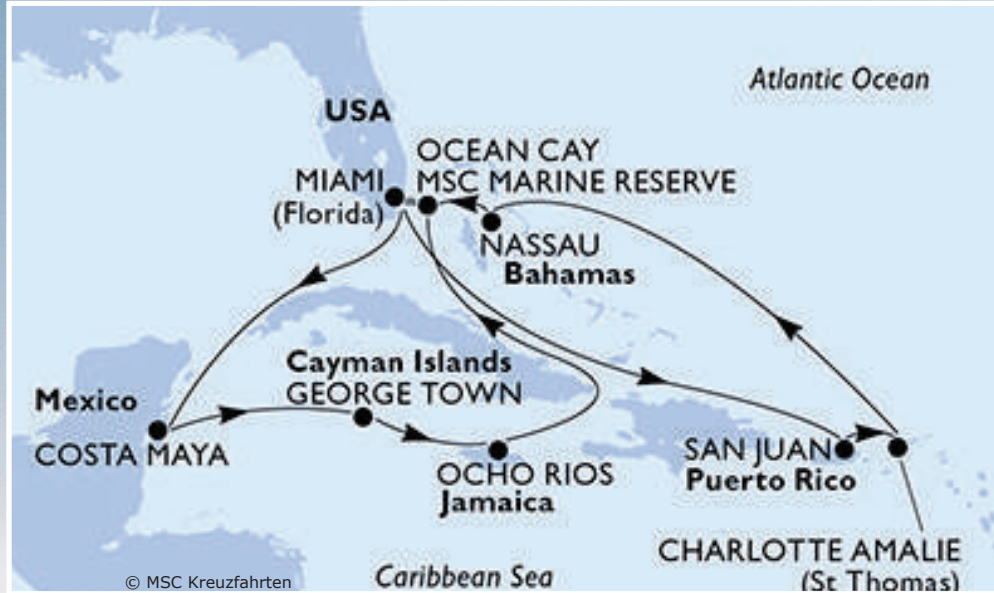 Atlantic Ocean
USA
OCEAN CAY
MSC MARINE RESERVE
MIAMI
(Florida)
NASSAU
Bahamas
Cayman Islands
GEORGE TOWN
Mexico
COSTA MAYA
OCHO RIOS
Jamaica
SAN JUAN
Puerto Rico
CHARLOTTE AMALIE
(St Thomas)
Caribbean Sea
© MSC Kreuzfahrten